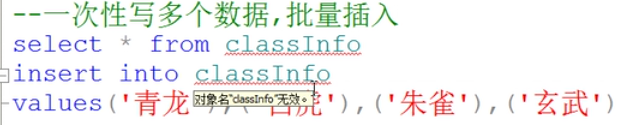 --一次性写多个数据,批量插入
select * from classInfo
insert into classInfo
对象名"classInfo"无效。
values('青龙'),('白虎'),('朱雀'),('玄武')